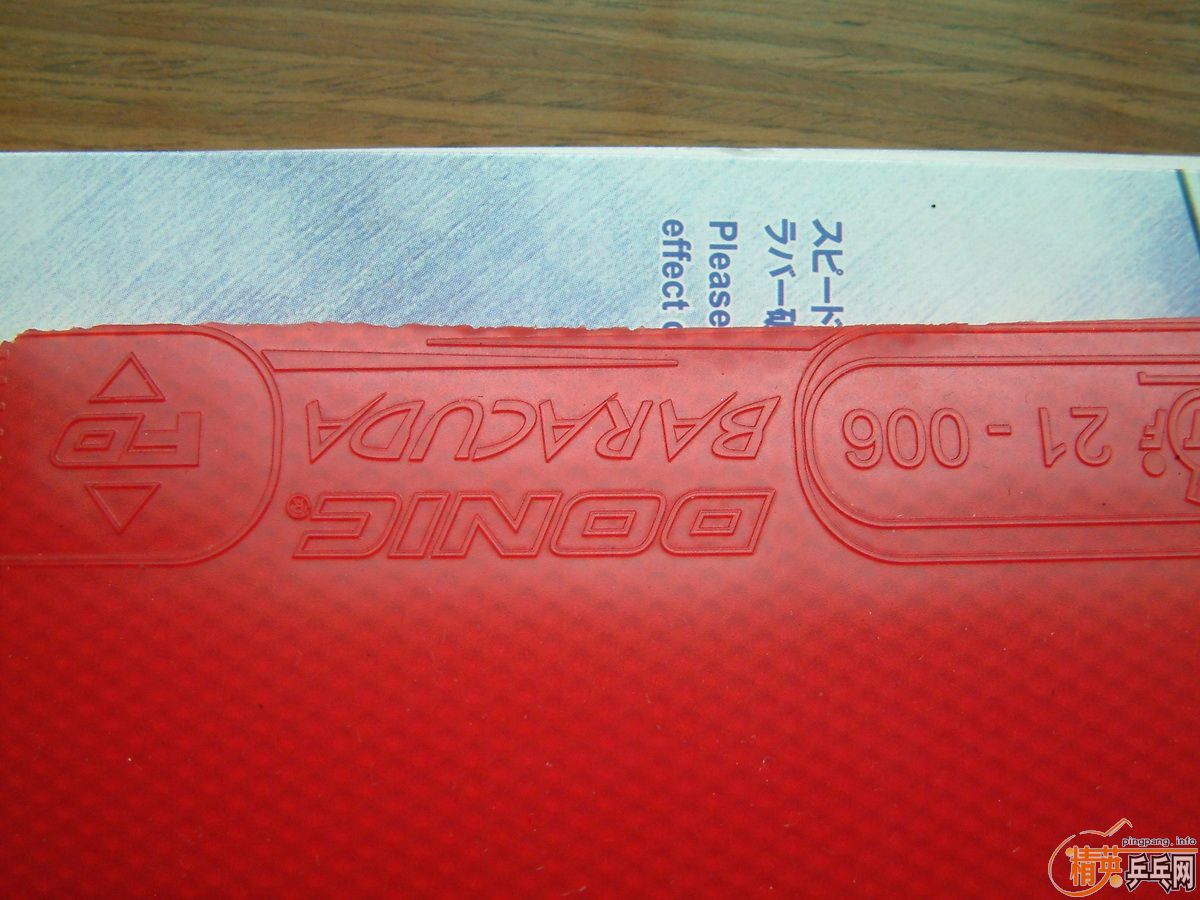 スピード
ラバー
Please
effect
DONIC®
BARACUDA
21 - 006
FD
pingpang.info
精英乒乓网